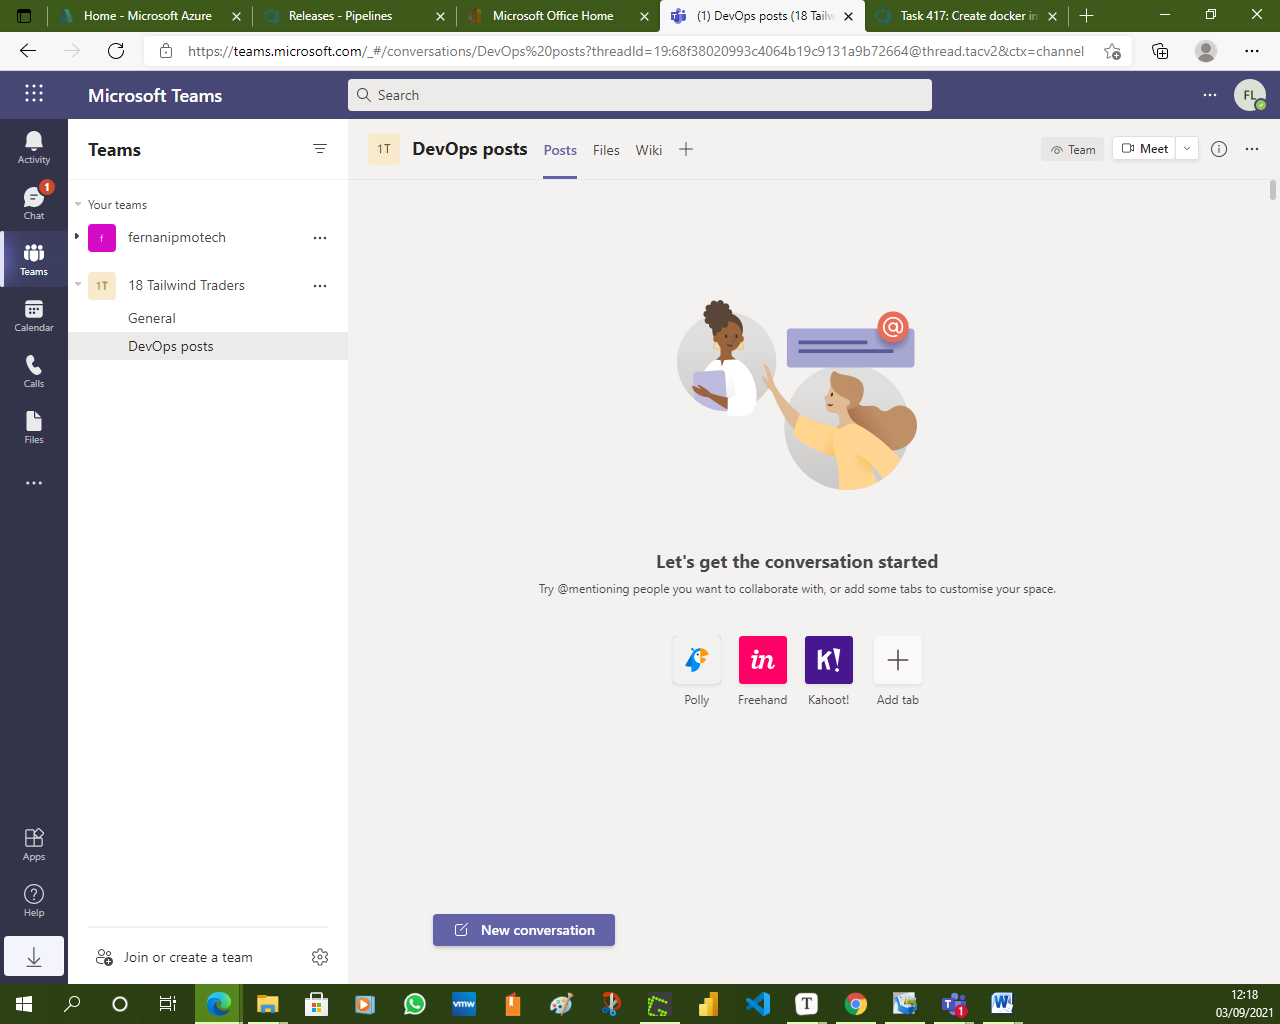 Home - Microsoft Azure
Releases - Pipelines
Microsoft Office Home
(1) DevOps posts (18 Tailw
Task 417: Create docker im
https://teams.microsoft.com/_#/conversations/DevOps%20posts?threadId=19:68f38020993c4064b19c9131a9b72664@thread.tacv2&ctx=channel
Microsoft Teams
Search
FL
Activity
Chat
1
Teams
Calendar
Calls
Files
Apps
Help
Teams
Your teams
f
fernanipmotech
1T
18 Tailwind Traders
General
DevOps posts
Join or create a team
1T
DevOps posts
Posts
Files
Wiki
Team
Meet
@
Let's get the conversation started
Try @mentioning people you want to collaborate with, or add some tabs to customise your space.
in
K!
Polly
Freehand
Kahoot!
Add tab
New conversation
vmw
T
1
W
12:18
03/09/2021